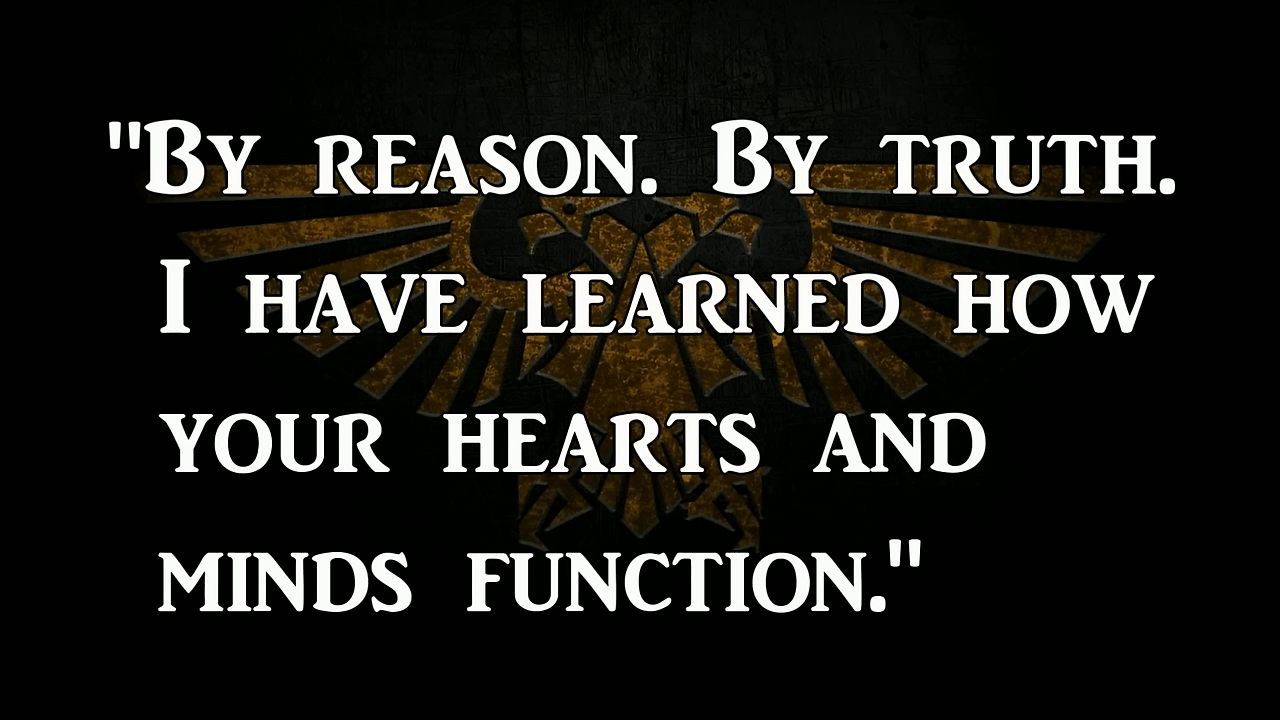 "By reason. By truth.
I have learned how
your hearts and
minds function."